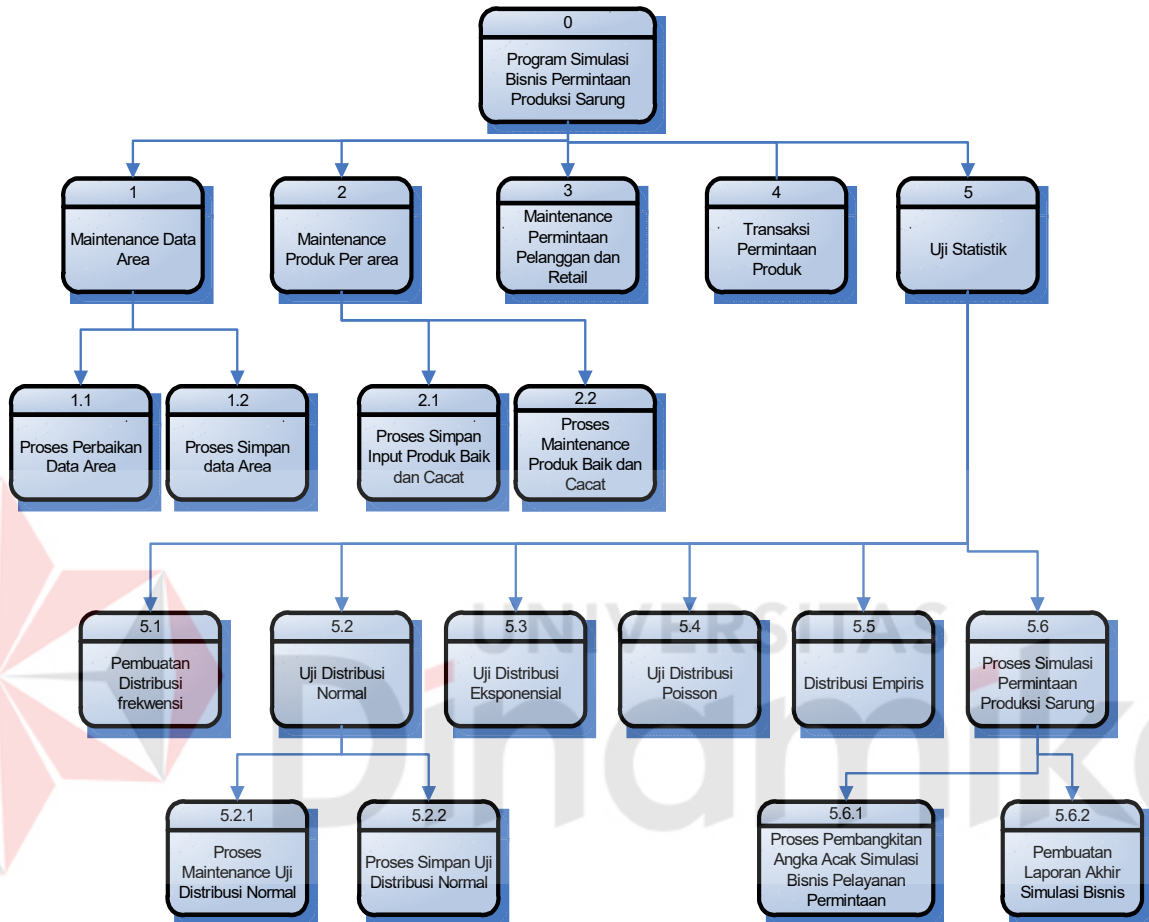 0
Program Simulasi
Bisnis Permintaan
Produksi Sarung
1
Maintenance Data
Area
2
Maintenance
Produk Per area
3
Maintenance
Permintaan
Pelanggan dan
Retail
4
Transaksi
Permintaan
Produk
5
Uji Statistik
1.1
Proses Perbaikan
Data Area
1.2
Proses Simpan
data Area
2.1
Proses Simpan
Input Produk Baik
dan Cacat
2.2
Proses
Maintenance
Produk Baik dan
Cacat
UNIVERSITAS
Dinamika
5.1
Pembuatan
Distribusi
frekwensi
5.2
Uji Distribusi
Normal
5.3
Uji Distribusi
Eksponensial
5.4
Uji Distribusi
Poisson
5.5
Distribusi Empiris
5.6
Proses Simulasi
Permintaan
Produksi Sarung
5.2.1
Proses
Maintenance Uji
Distribusi Normal
5.2.2
Proses Simpan Uji
Distribusi Normal
5.6.1
Proses Pembangkitan
Angka Acak Simulasi
Bisnis Pelayanan
Permintaan
5.6.2
Pembuatan
Laporan Akhir
Simulasi Bisnis